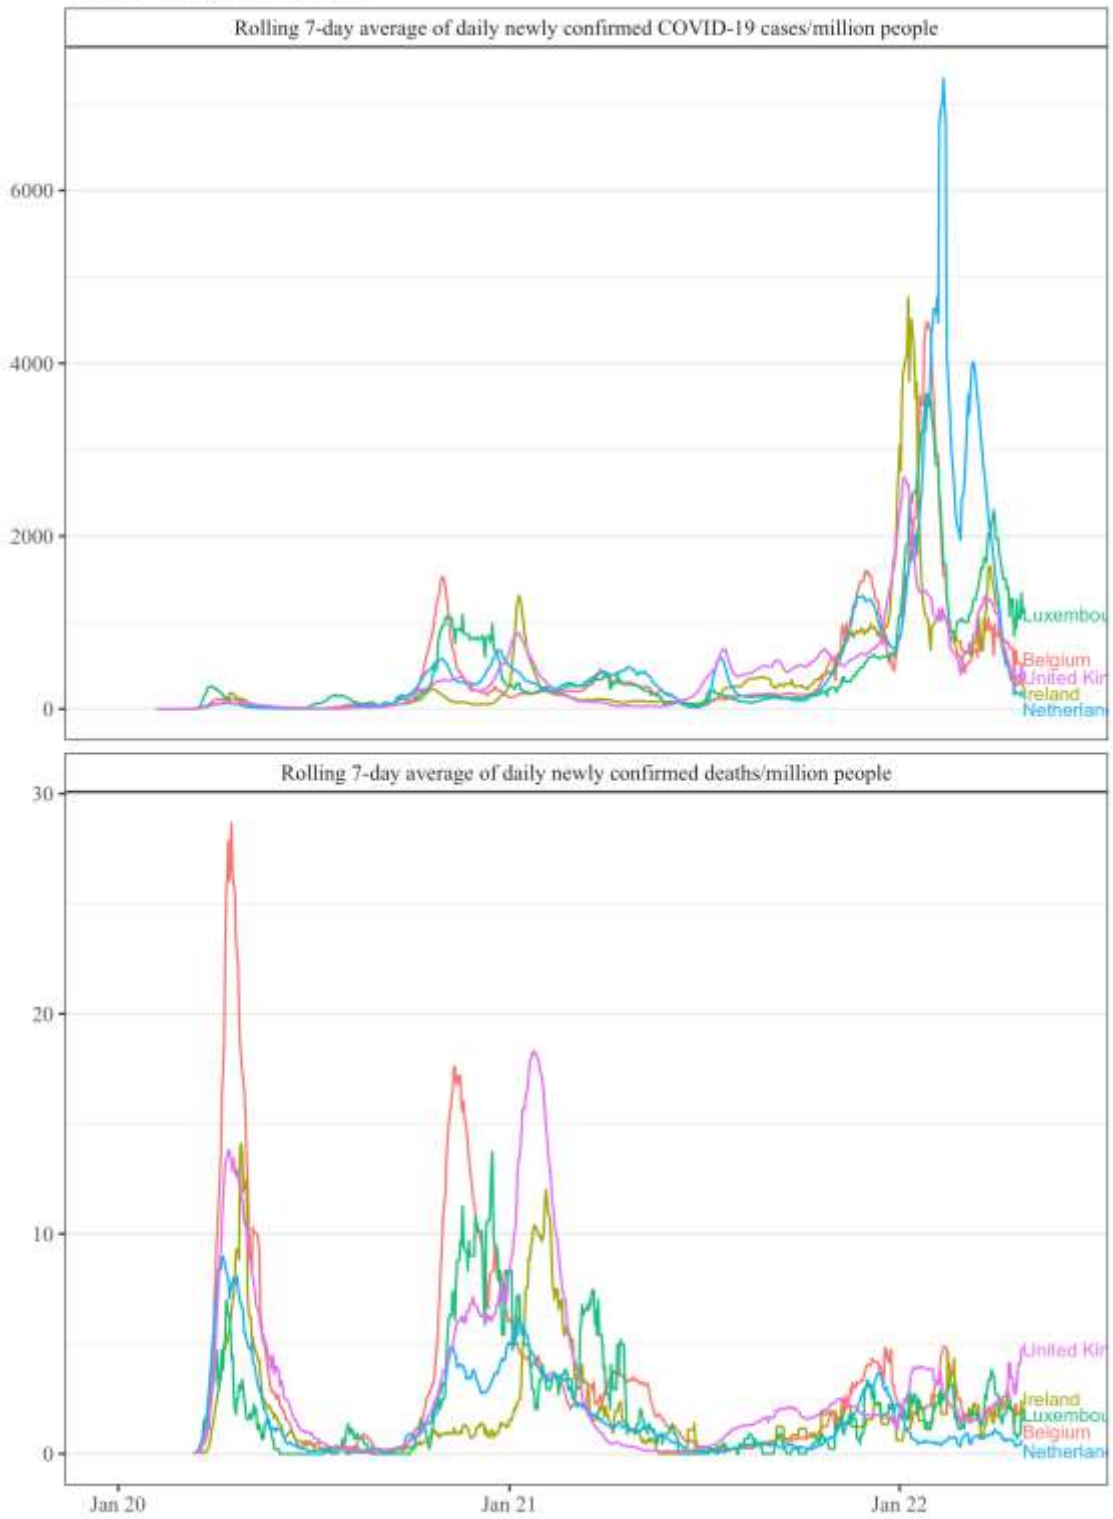 Rolling 7-day average of daily newly confirmed COVID-19 cases/million people
6000
4000
2000
0
Luxembou
Belgium
United Kin
Ireland
Netherlan
Rolling 7-day average of daily newly confirmed deaths/million people
30
20
10
0
United Kin
Ireland
Luxembou
Belgium
Netherlan
Jan 20
Jan 21
Jan 22